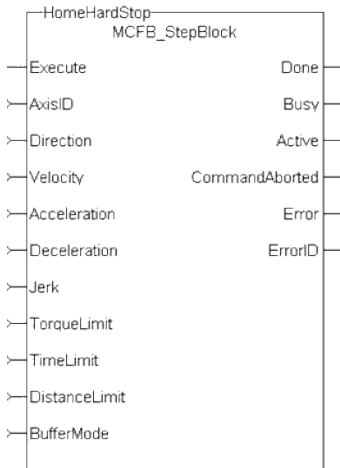 HomeHardStop
MCFB_StepBlock
Execute Done
AxisID Busy
Direction Active
Velocity CommandAborted
Acceleration Error
Deceleration ErrorID
Jerk
TorqueLimit
TimeLimit
DistanceLimit
BufferMode